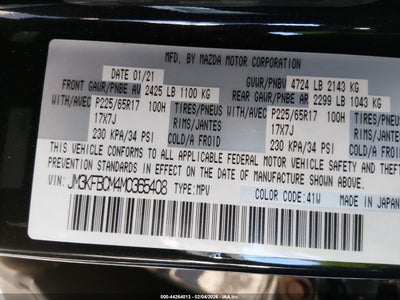 MFD. BY MAZDA MOTOR CORPORATION
DATE 01/21
GVWR/PNBV 4724 LB 2143 KG
FRONT GAWR/PNBE AV 2425 LB 1100 KG
REAR GAWR/PNBE AR 2299 LB 1043 KG
WITH/AVEC P225/65R17 100H TIRES/PNEUS
WITH/AVEC P225/65R17 100H TIRES/PNEUS
17X7J RIMS/JANTES
17X7J RIMS/JANTES
230 KPA/34 PSI COLD/A FROID
230 KPA/34 PSI COLD/A FROID
THIS VEHICLE CONFORMS TO ALL APPLICABLE FEDERAL MOTOR VEHICLE SAFETY
PREVENTION STANDARDS IN EFFECT ON THE DATE OF MANUFACTURE SHOWN
VIN: JM3KFBCM4M0365408 TYPE: MPV
COLOR CODE: 41W MADE IN JAPAN
IAA - 44264013 - 02/04/2026 - IAAI.COM